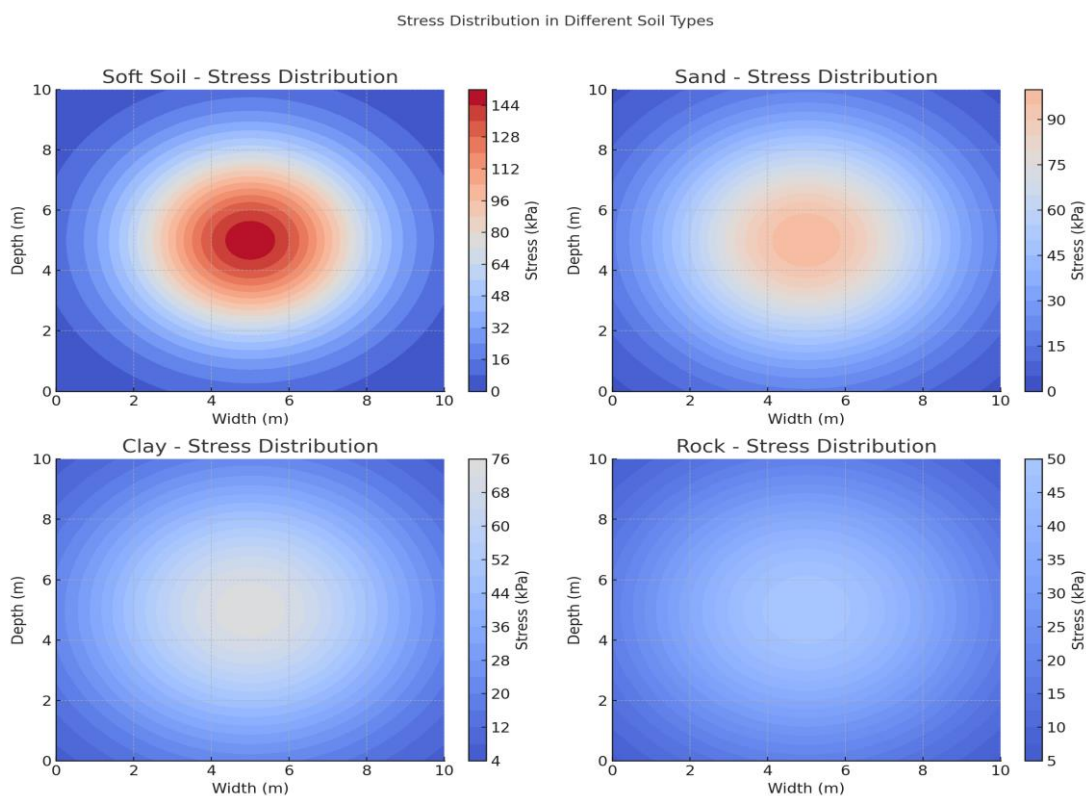 Stress Distribution in Different Soil Types
Soft Soil - Stress Distribution
10
8
6
4
2
0
Depth (m)
0 2 4 6 8 10
Width (m)
144
128
112
96
80
64
48
32
16
0
Stress (kPa)
Sand - Stress Distribution
10
8
6
4
2
0
Depth (m)
0 2 4 6 8 10
Width (m)
90
75
60
45
30
15
0
Stress (kPa)
Clay - Stress Distribution
10
8
6
4
2
0
Depth (m)
0 2 4 6 8 10
Width (m)
76
68
60
52
44
36
28
20
12
4
Stress (kPa)
Rock - Stress Distribution
10
8
6
4
2
0
Depth (m)
0 2 4 6 8 10
Width (m)
50
45
40
35
30
25
20
15
10
5
Stress (kPa)